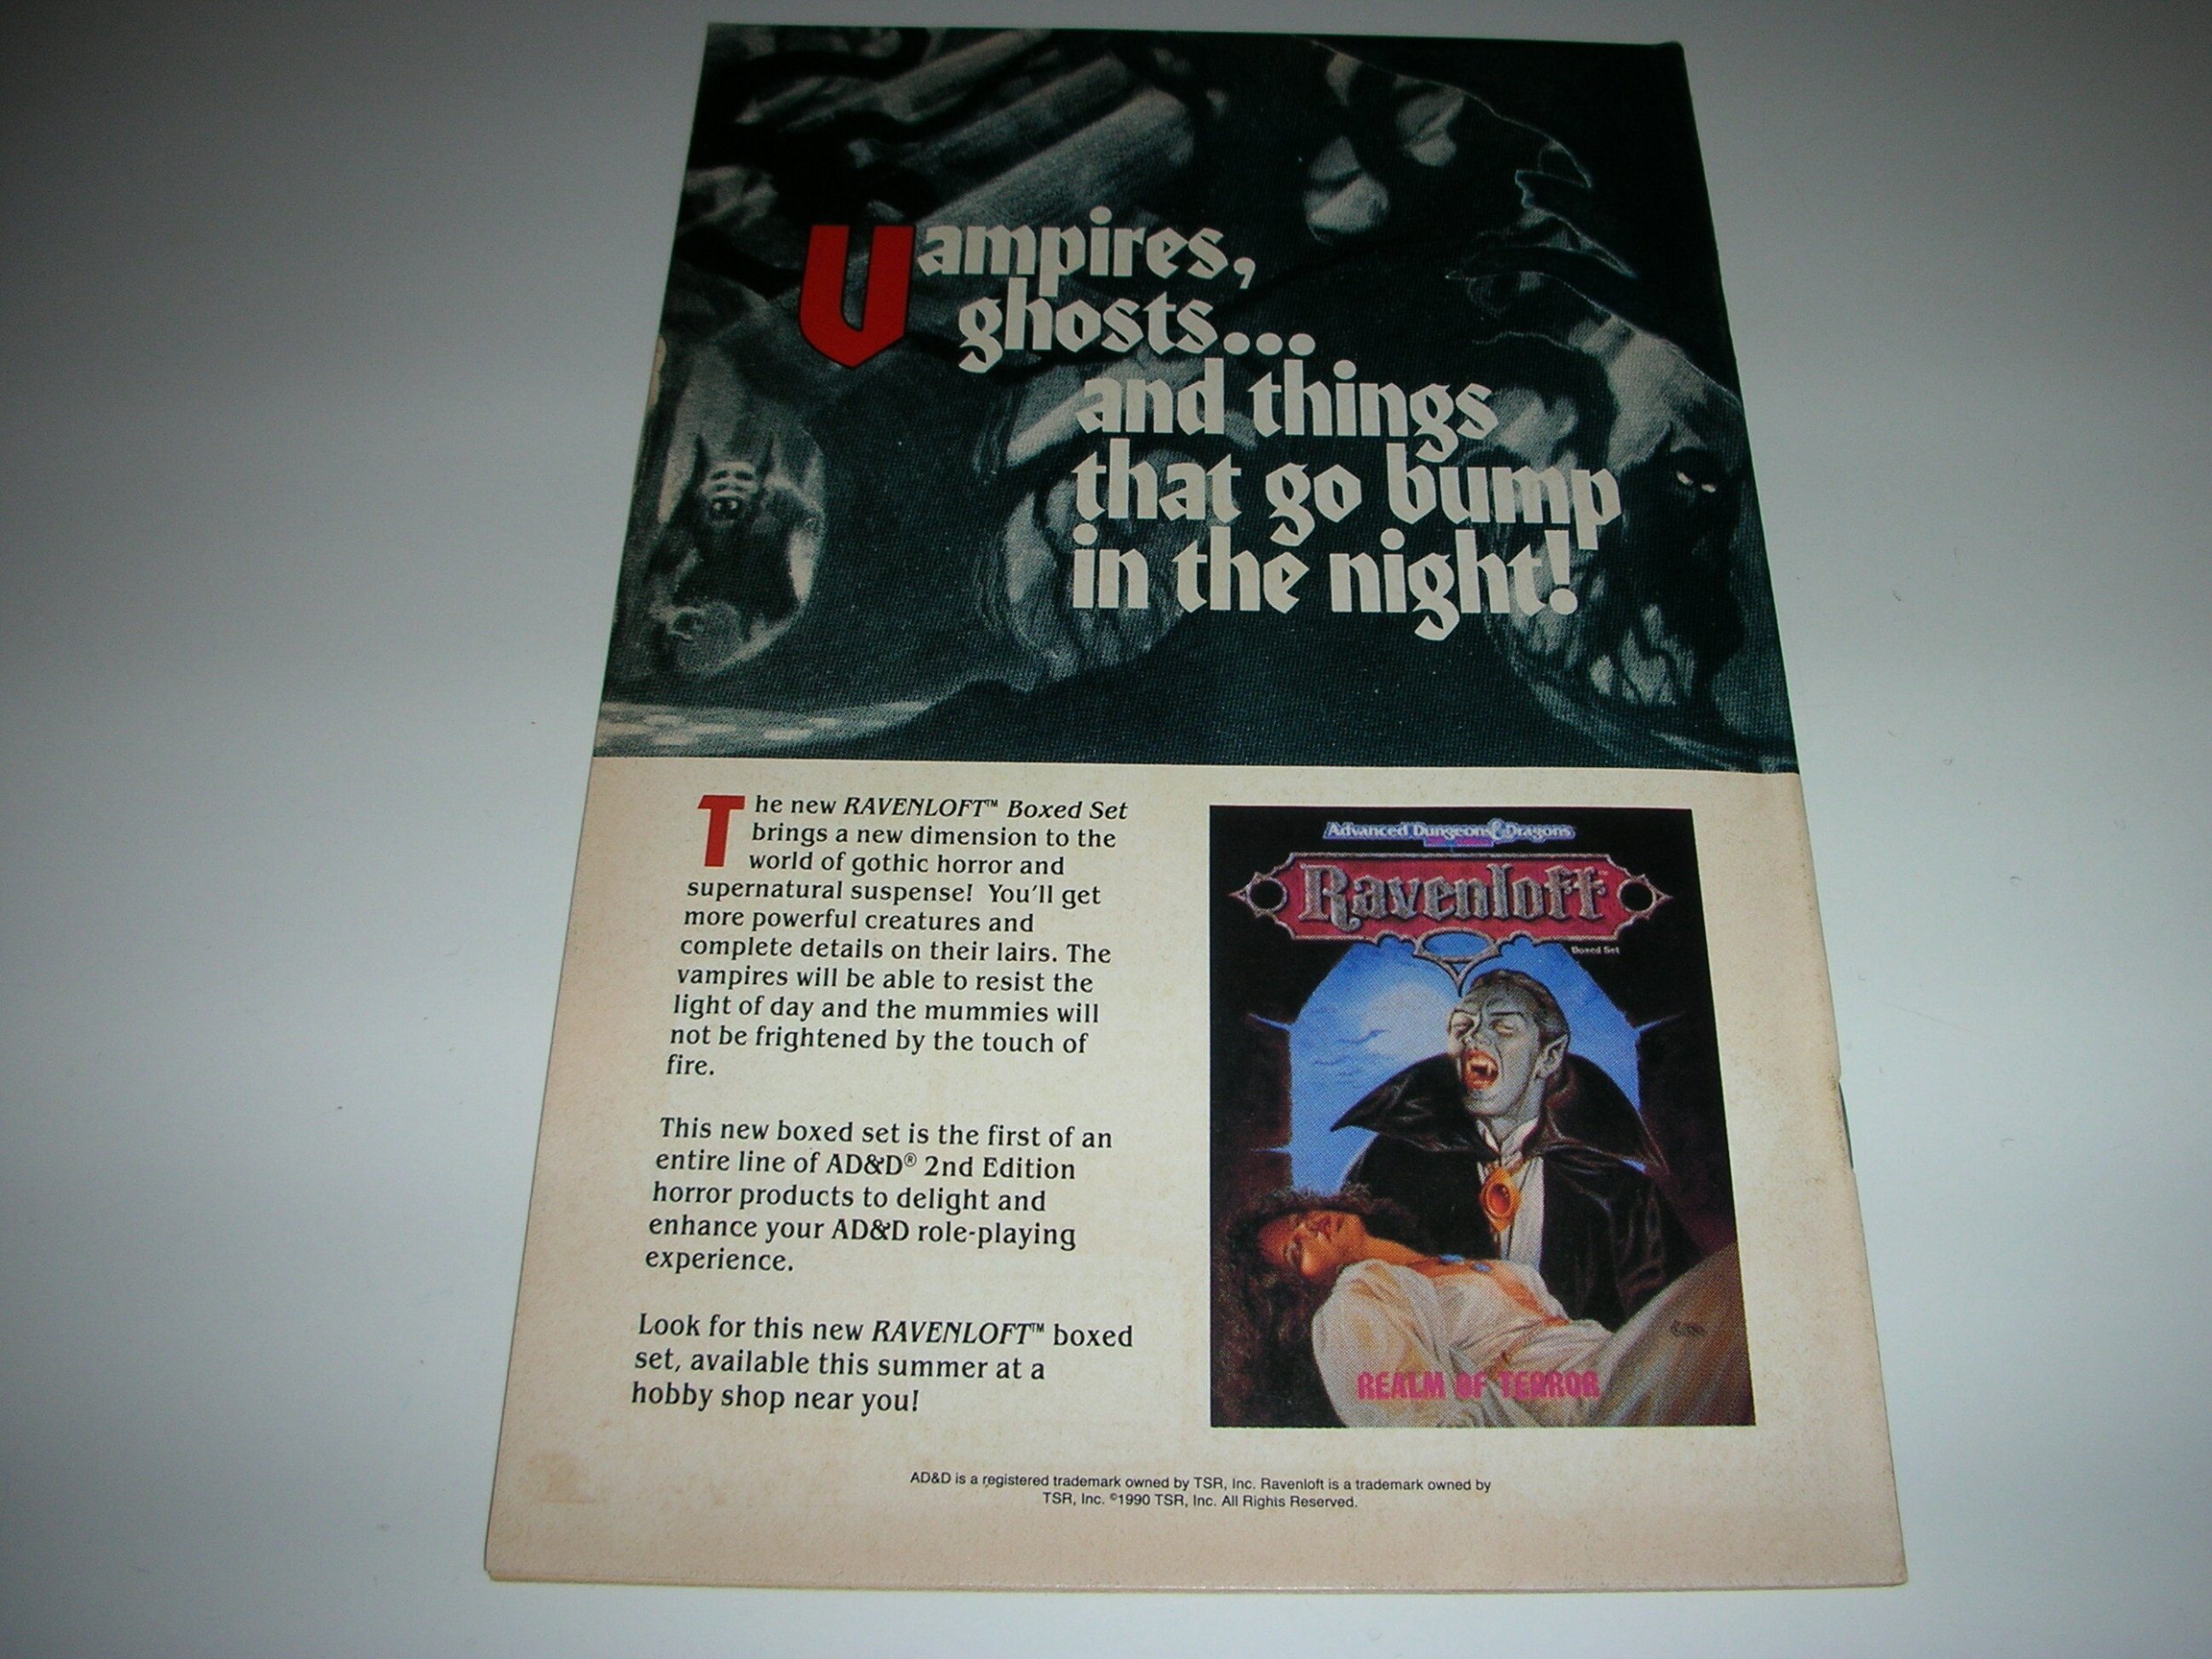 Vampires,
ghosts...
and things
that go bump
in the night!
The new RAVENLOFT™ Boxed Set
brings a new dimension to the
world of gothic horror and
supernatural suspense! You'll get
more powerful creatures and
complete details on their lairs. The
vampires will be able to resist the
light of day and the mummies will
not be frightened by the touch of
fire.
This new boxed set is the first of an
entire line of AD&D® 2nd Edition
horror products to delight and
enhance your AD&D role-playing
experience.
Look for this new RAVENLOFT™ boxed
set, available this summer at a
hobby shop near you!
Advanced Dungeons & Dragons
Ravenloft™
Boxed Set
REALM OF TERROR
AD&D is a registered trademark owned by TSR, Inc. Ravenloft is a trademark owned by
TSR, Inc. ©1990 TSR, Inc. All Rights Reserved.